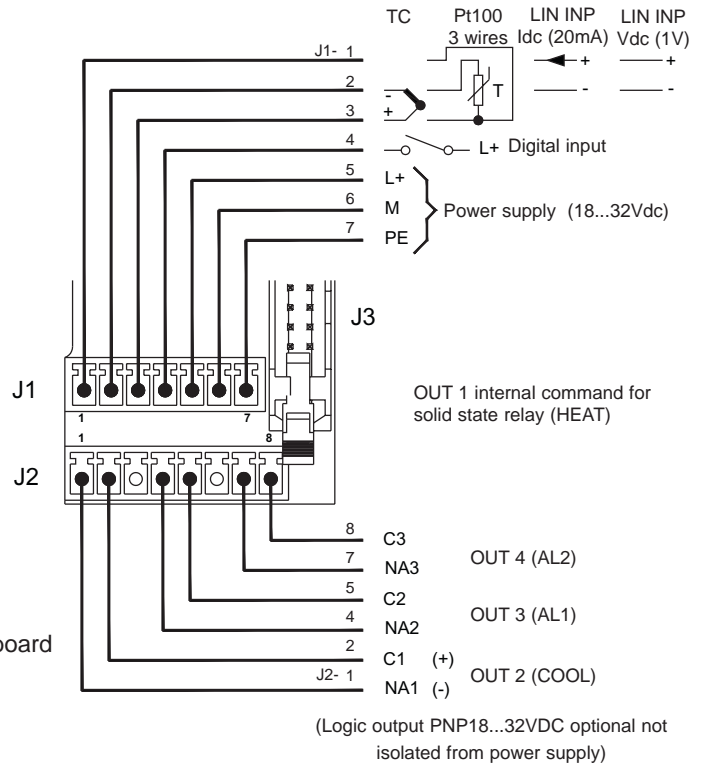 TC Pt100 LIN INP LIN INP
3 wires Idc (20mA) Vdc (1V)
J1- 1 + +
2 - T - -
3 +
4 L+ Digital input
5 L+
6 M Power supply (18...32Vdc)
7 PE
J3
J1
1 7
OUT 1 internal command for
solid state relay (HEAT)
1 8
J2
8 C3
7 NA3 OUT 4 (AL2)
5 C2
4 NA2 OUT 3 (AL1)
board
2 C1 (+)
J2- 1 NA1 (-) OUT 2 (COOL)
(Logic output PNP18...32VDC optional not
isolated from power supply)